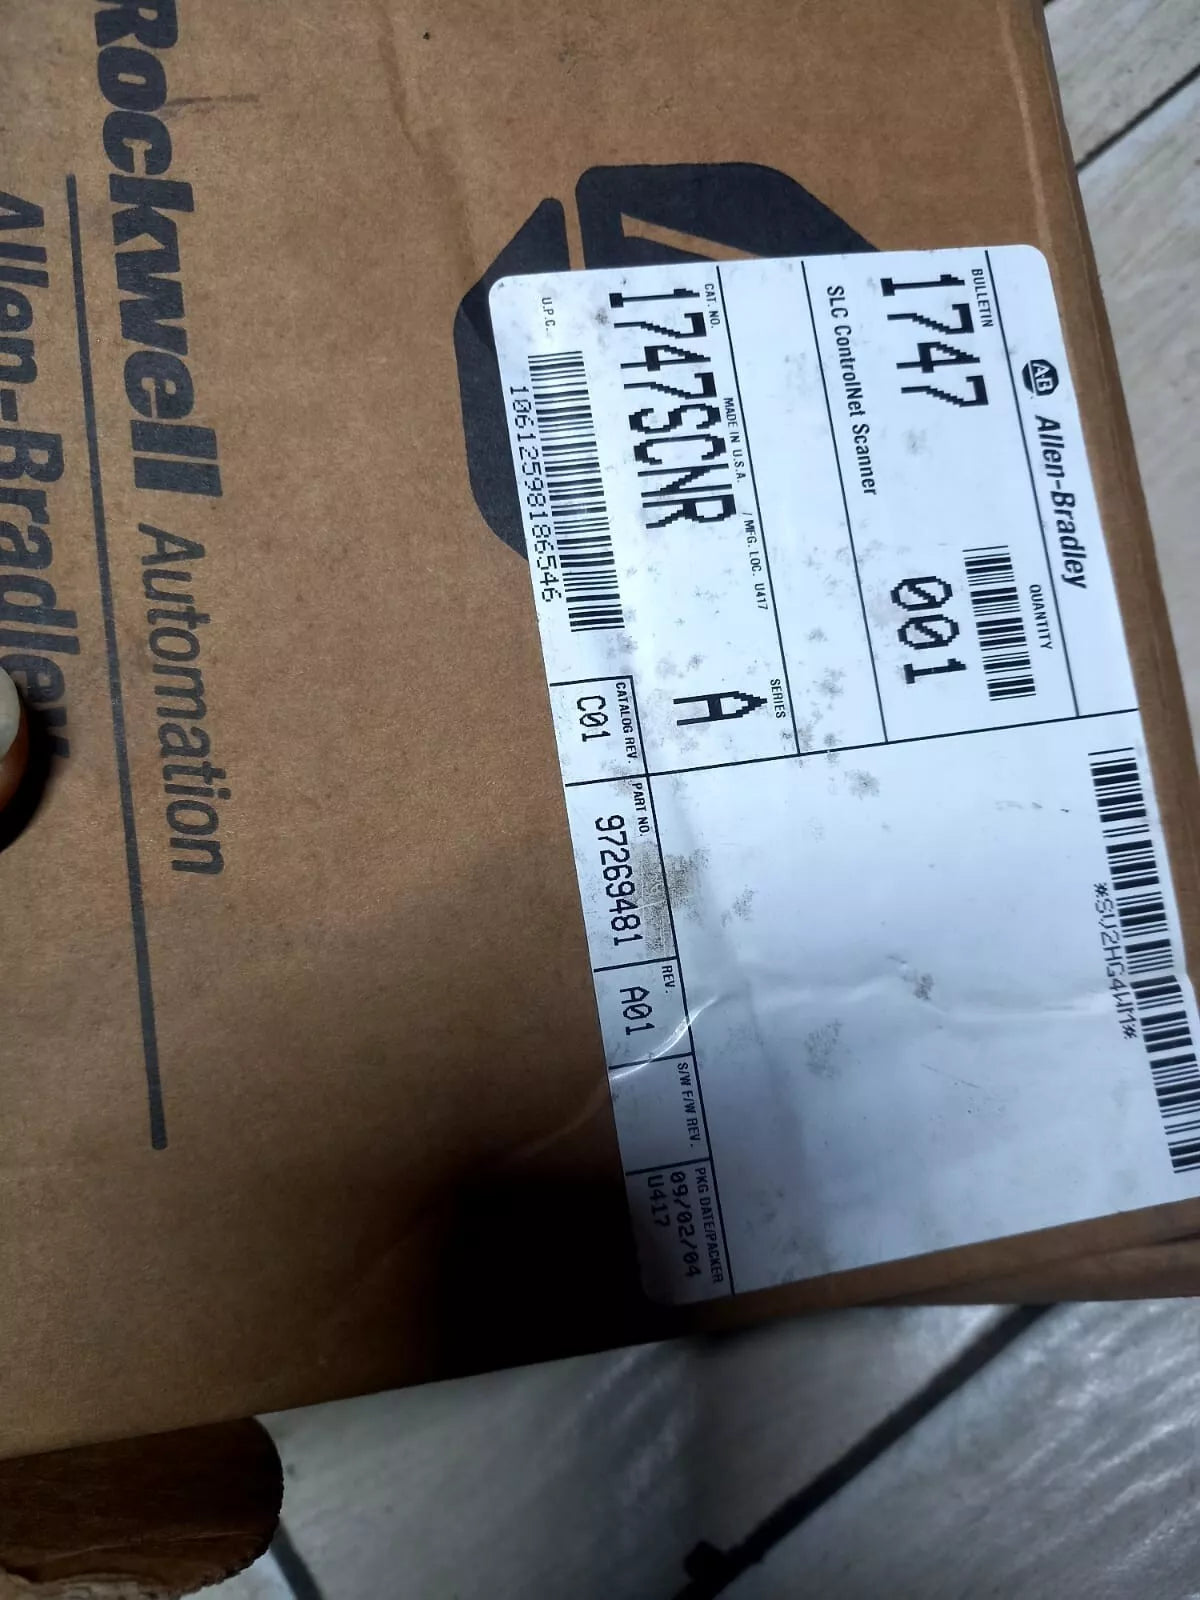 Rockwell Automation
Allen-Bradley
AB Allen-Bradley
BULLETIN
1747
QUANTITY
001
SLC ControlNet Scanner
CAT. NO.
MADE IN U.S.A.
/ MFG. LOC. U417
SERIES
1747SCNR
A
U.P.C.
10612598186546
CATALOG REV.
C01
PART NO.
97269481
REV.
A01
S/W F/W REV.
PKG DATE/PACKER
09/02/04
U417
*SV2HG4WM*